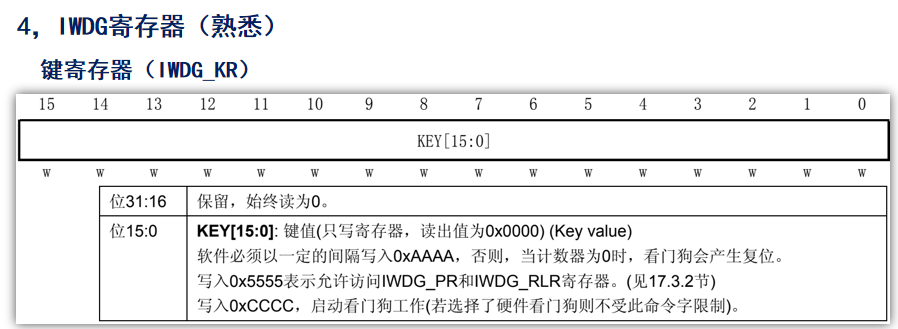 4，IWDG寄存器（熟悉）
键寄存器（IWDG_KR）
15 14 13 12 11 10 9 8 7 6 5 4 3 2 1 0
KEY[15:0]
w w w w w w w w w w w w w w w w
位31:16 保留，始终读为0。
位15:0 KEY[15:0]: 键值(只写寄存器，读出值为0x0000) (Key value)
软件必须以一定的间隔写入0xAAAA，否则，当计数器为0时，看门狗会产生复位。
写入0x5555表示允许访问IWDG_PR和IWDG_RLR寄存器。(见17.3.2节)
写入0xCCCC，启动看门狗工作(若选择了硬件看门狗则不受此命令字限制)。